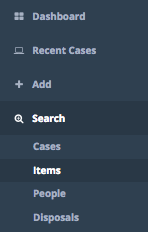 Dashboard
Recent Cases
Add
Search
Cases
Items
People
Disposals